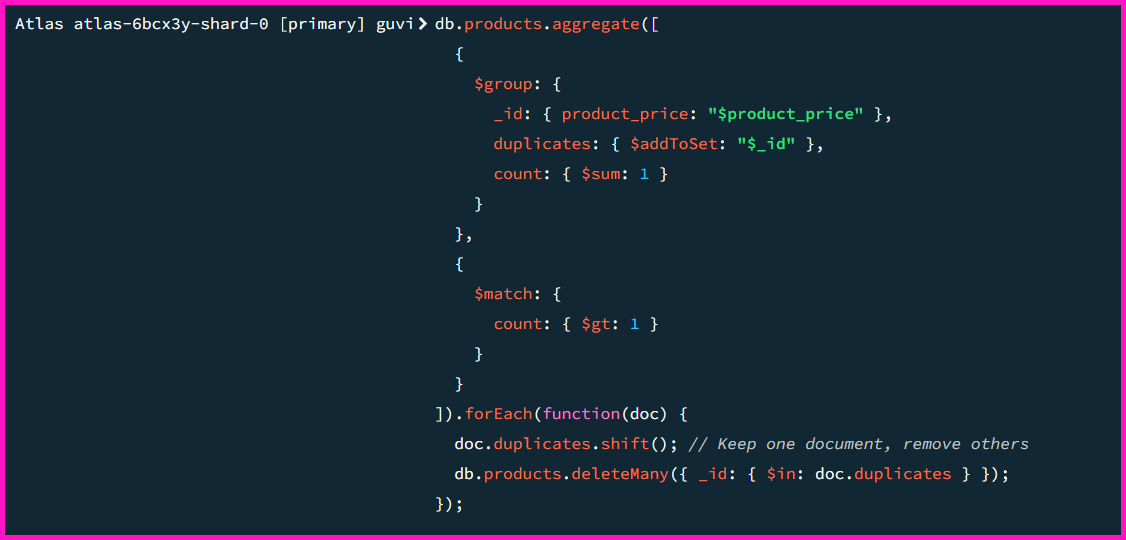 Atlas atlas-6bcx3y-shard-0 [primary] guvi> db.products.aggregate([
{
$group: {
_id: { product_price: "$product_price" },
duplicates: { $addToSet: "$_id" },
count: { $sum: 1 }
}
},
{
$match: {
count: { $gt: 1 }
}
}
]).forEach(function(doc) {
doc.duplicates.shift(); // Keep one document, remove others
db.products.deleteMany({ _id: { $in: doc.duplicates } });
});